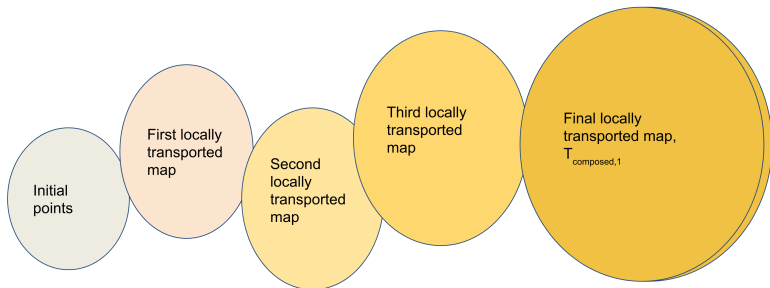 Initial
points
First locally
transported
map
Second
locally
transported
map
Third locally
transported
map
Final locally
transported map,
T_composed,1